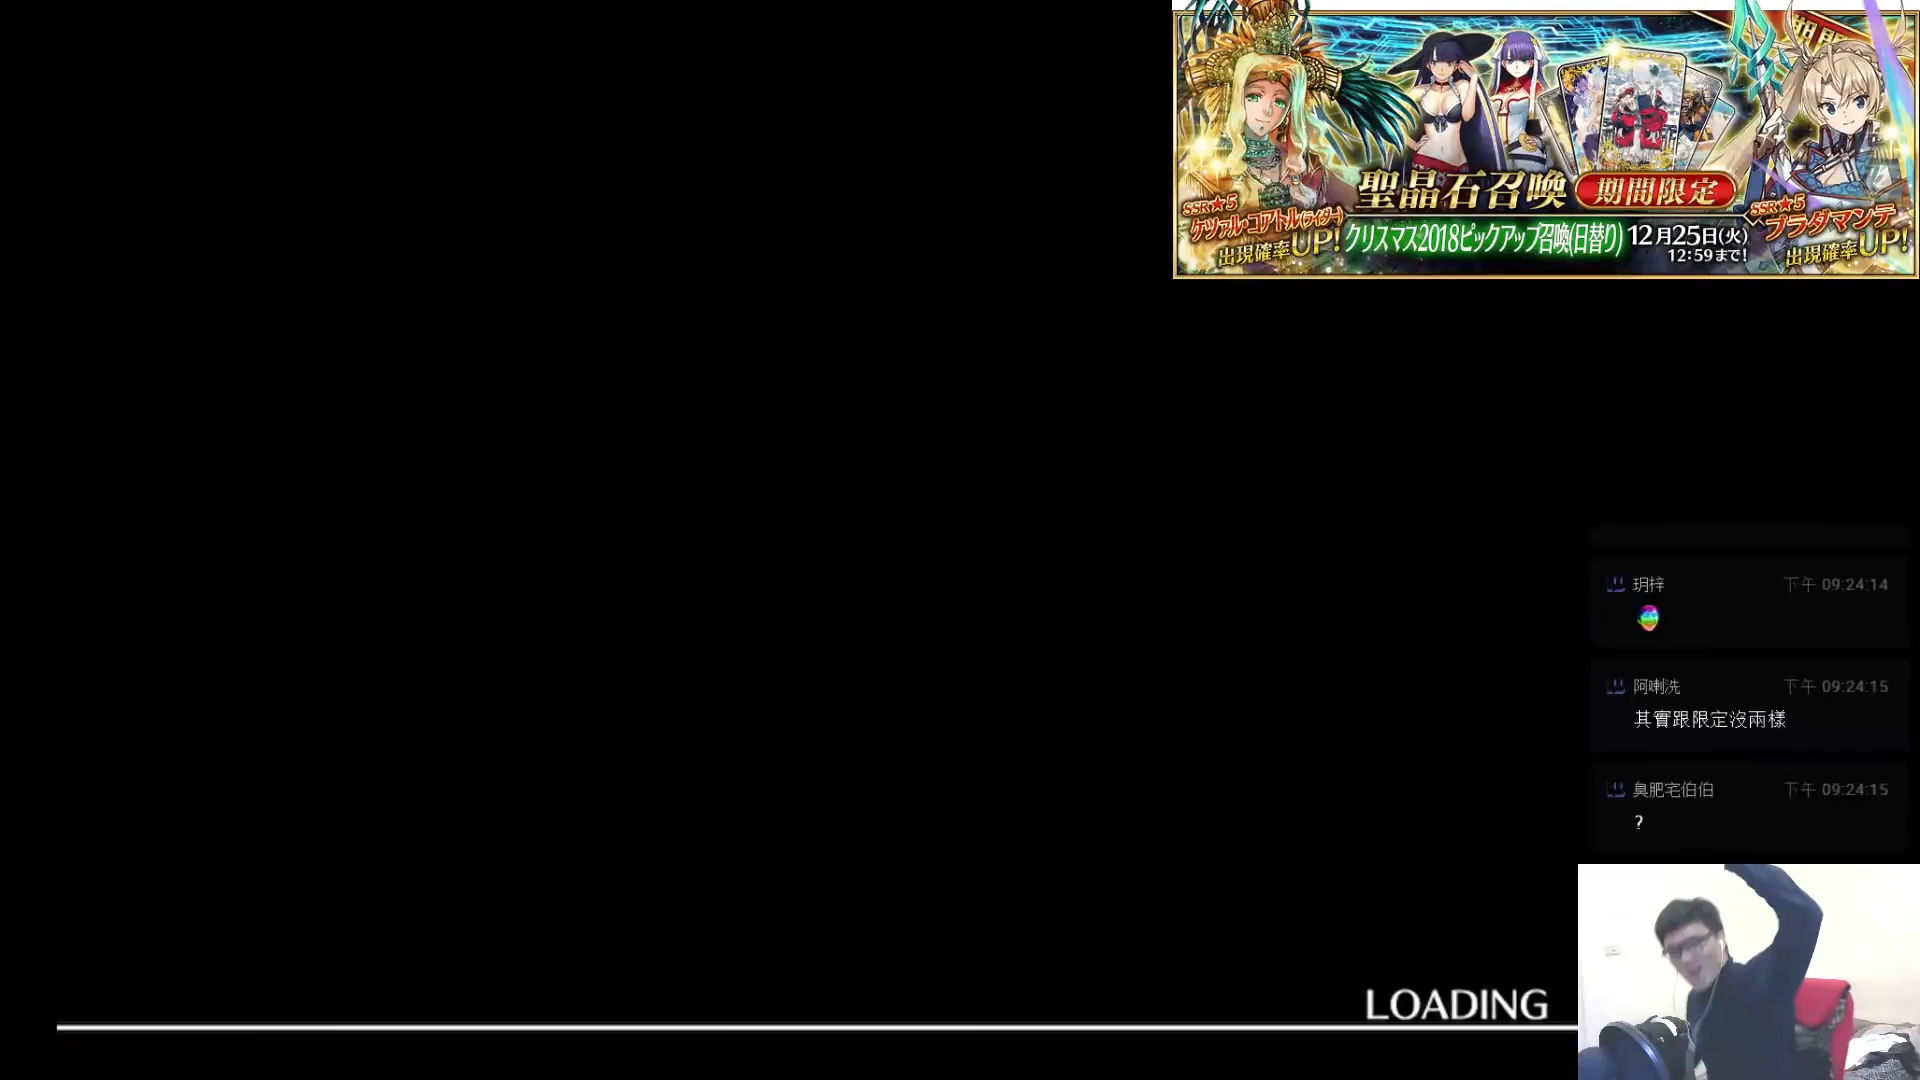 期間
聖晶石召喚 期間限定
SSR★5
ケツァル・コアトル(ライダー)
出現確率UP!
クリスマス2018ピックアップ召喚(日替り)
12月25日(火)
12:59まで!
SSR★5
ブラダマンテ
出現確率UP!
玥梓 下午 09:24:14
阿喇洗 下午 09:24:15
其實跟限定沒兩樣
臭肥宅伯伯 下午 09:24:15
?
LOADING